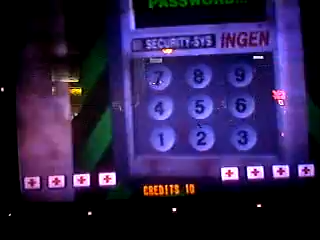 PASSWORD...
SECURITY-SYS INGEN
7 8 9
4 5 6
1 2 3
CREDITS 10